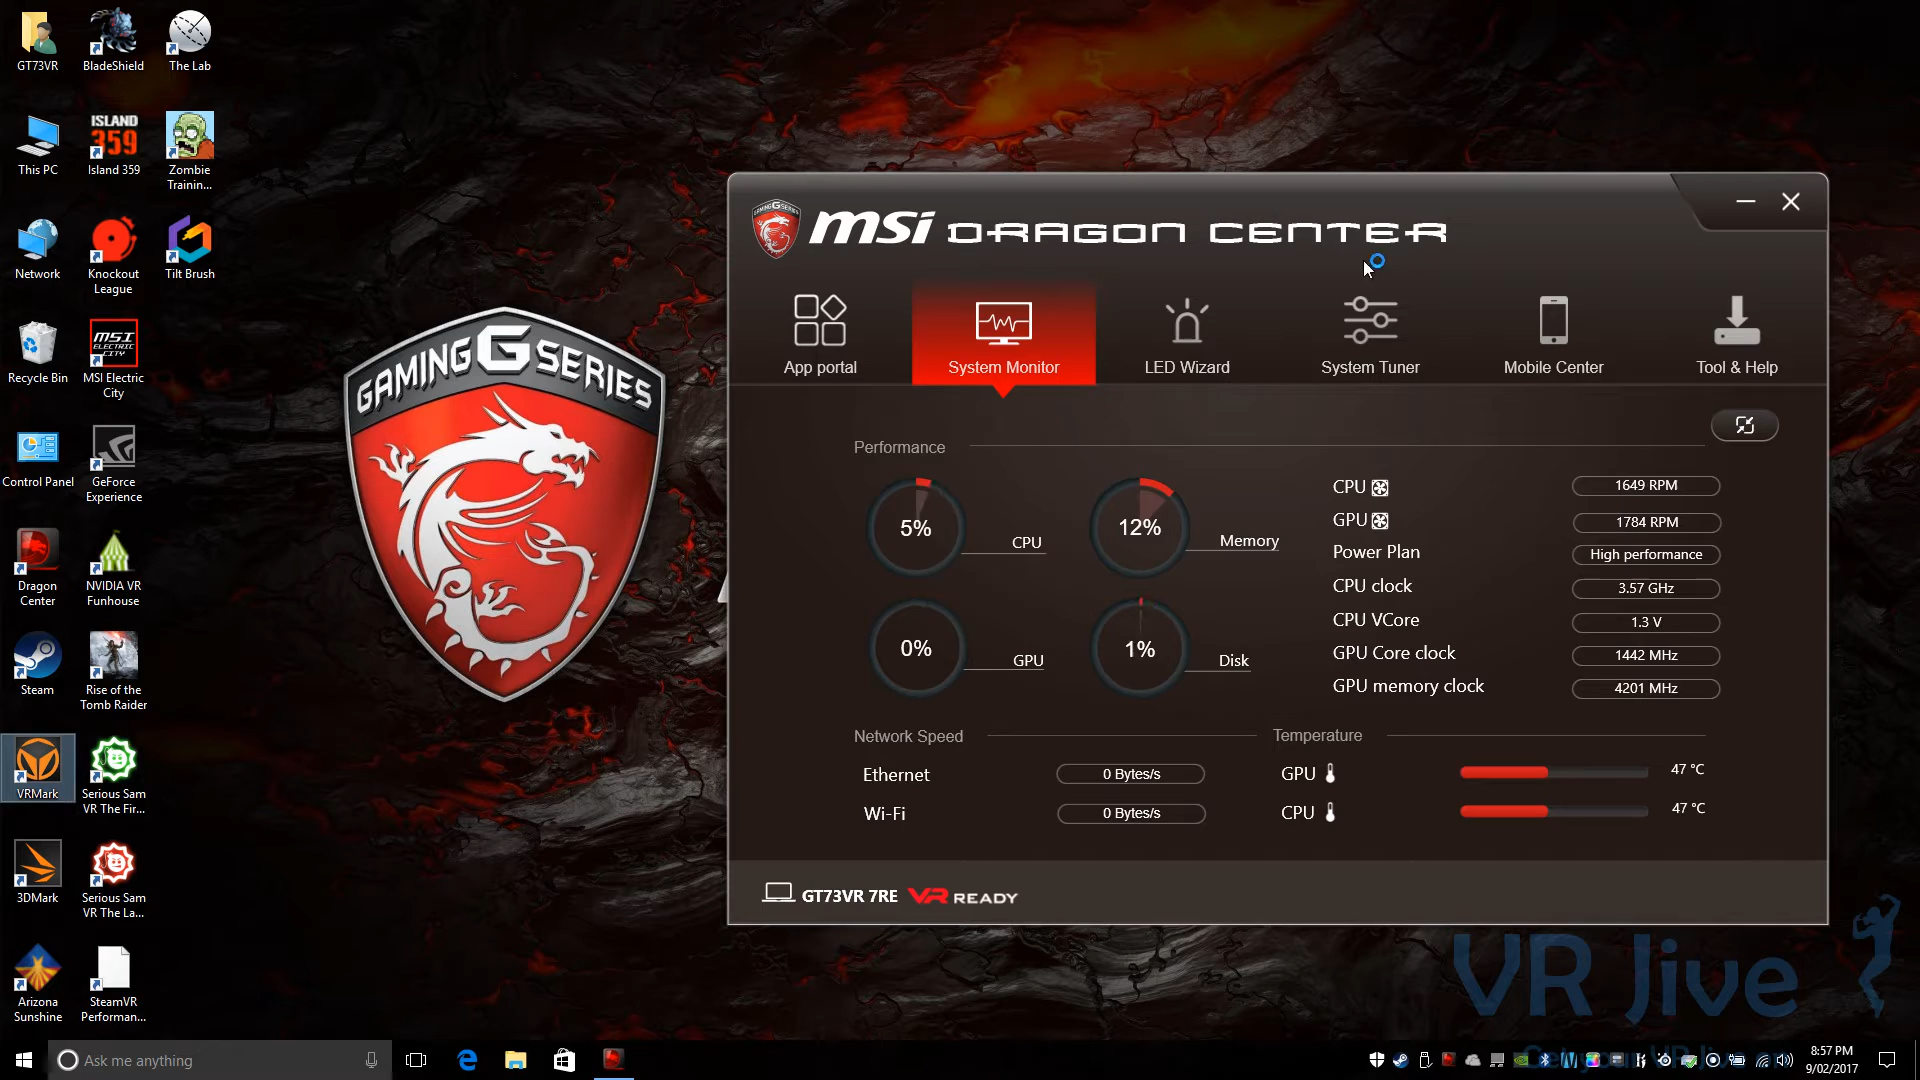 GT73VR
BladeShield
The Lab
ISLAND
359
This PC
Island 359
Zombie
Trainin...
Network
Knockout
League
Tilt Brush
MSI
ELECTRIC
CITY
Recycle Bin
MSI Electric
City
Control Panel
GeForce
Experience
Dragon
Center
NVIDIA VR
Funhouse
Steam
Rise of the
Tomb Raider
VRMark
Serious Sam
VR The Fir...
3DMark
Serious Sam
VR The La...
Arizona
Sunshine
SteamVR
Performan...
GAMING G SERIES
GAMING G SERIES
msi DRAGON CENTER
App portal
System Monitor
LED Wizard
System Tuner
Mobile Center
Tool & Help
Performance
5%
CPU
12%
Memory
0%
GPU
1%
Disk
CPU 1649 RPM
GPU 1784 RPM
Power Plan High performance
CPU clock 3.57 GHz
CPU VCore 1.3 V
GPU Core clock 1442 MHz
GPU memory clock 4201 MHz
Network Speed
Ethernet 0 Bytes/s
Wi-Fi 0 Bytes/s
Temperature
GPU 47 °C
CPU 47 °C
GT73VR 7RE VR READY
VR Jive
Ask me anything
8:57 PM
9/02/2017